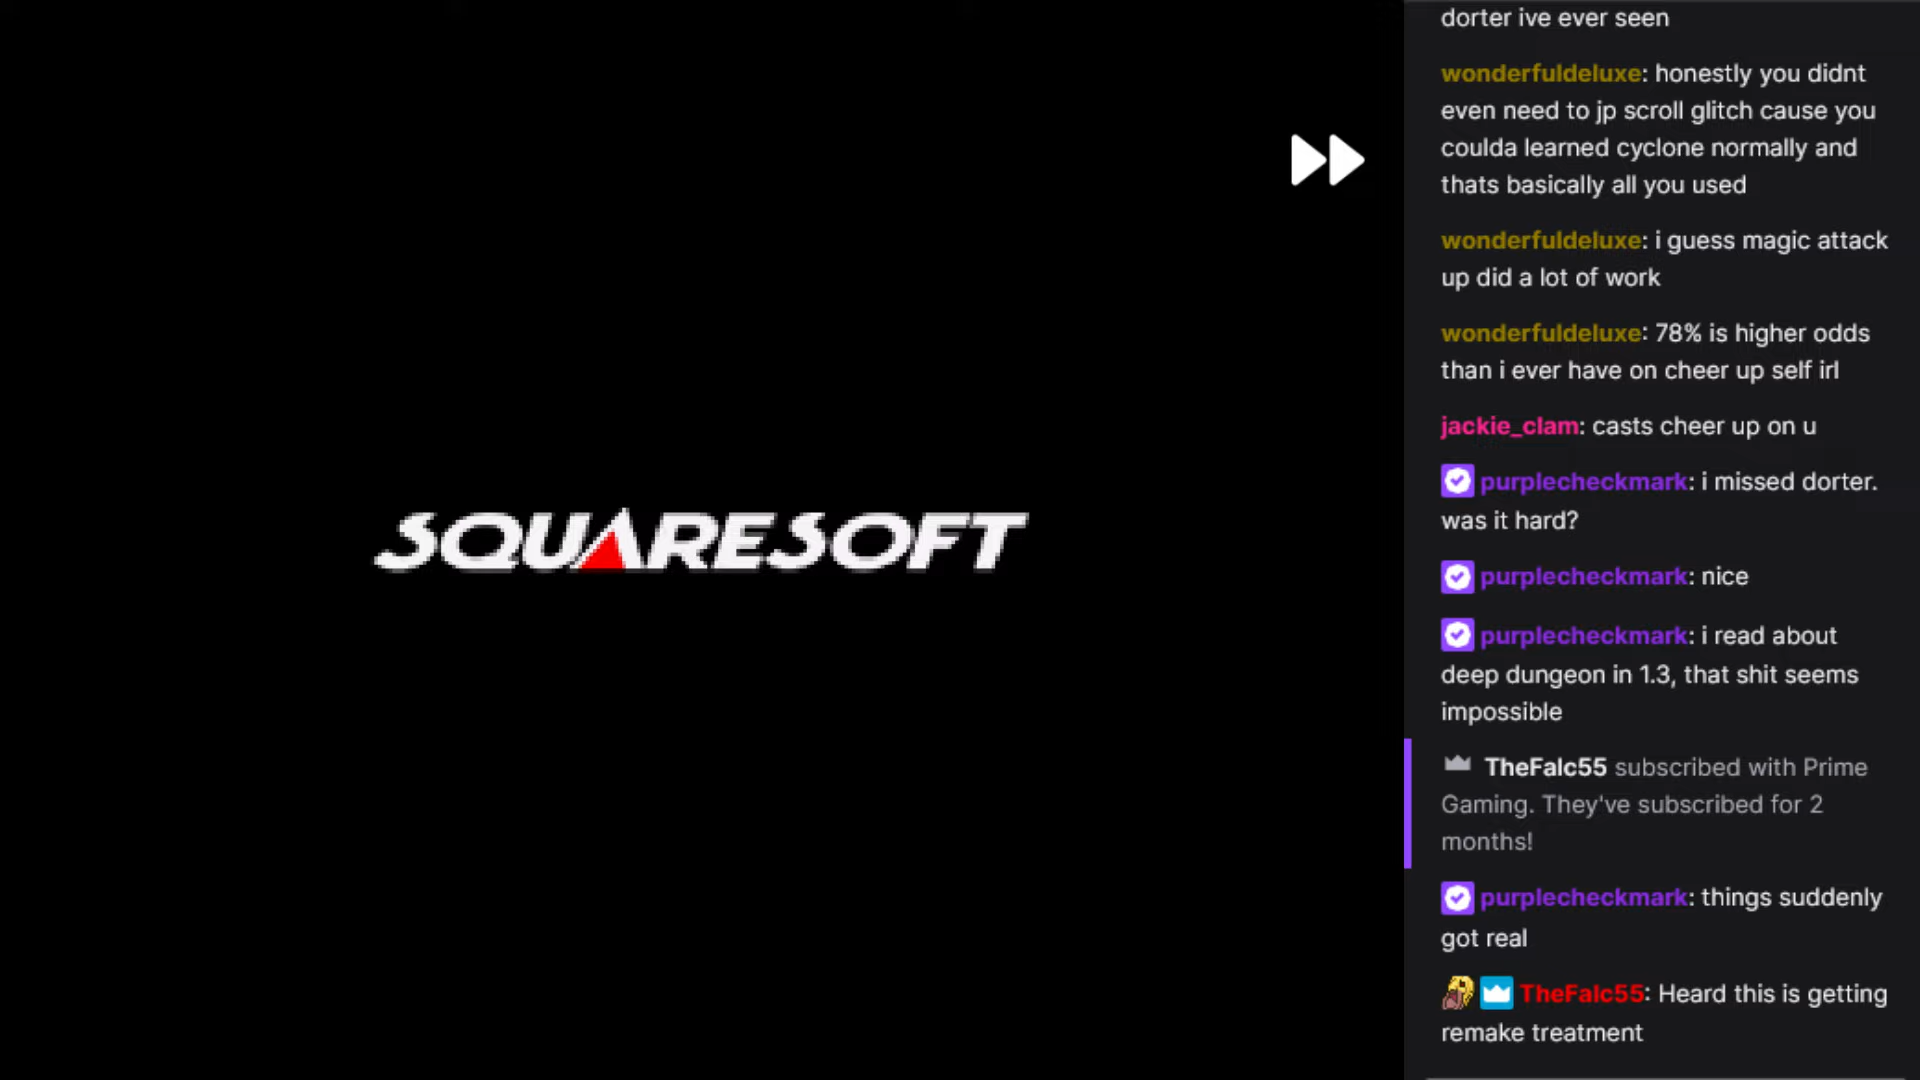 SQUARESOFT
dorter ive ever seen
wonderfuldeluxe: honestly you didnt
even need to jp scroll glitch cause you
coulda learned cyclone normally and
thats basically all you used
wonderfuldeluxe: i guess magic attack
up did a lot of work
wonderfuldeluxe: 78% is higher odds
than i ever have on cheer up self irl
jackie_clam: casts cheer up on u
purplecheckmark: i missed dorter.
was it hard?
purplecheckmark: nice
purplecheckmark: i read about
deep dungeon in 1.3, that shit seems
impossible
TheFalc55 subscribed with Prime
Gaming. They've subscribed for 2
months!
purplecheckmark: things suddenly
got real
TheFalc55: Heard this is getting
remake treatment